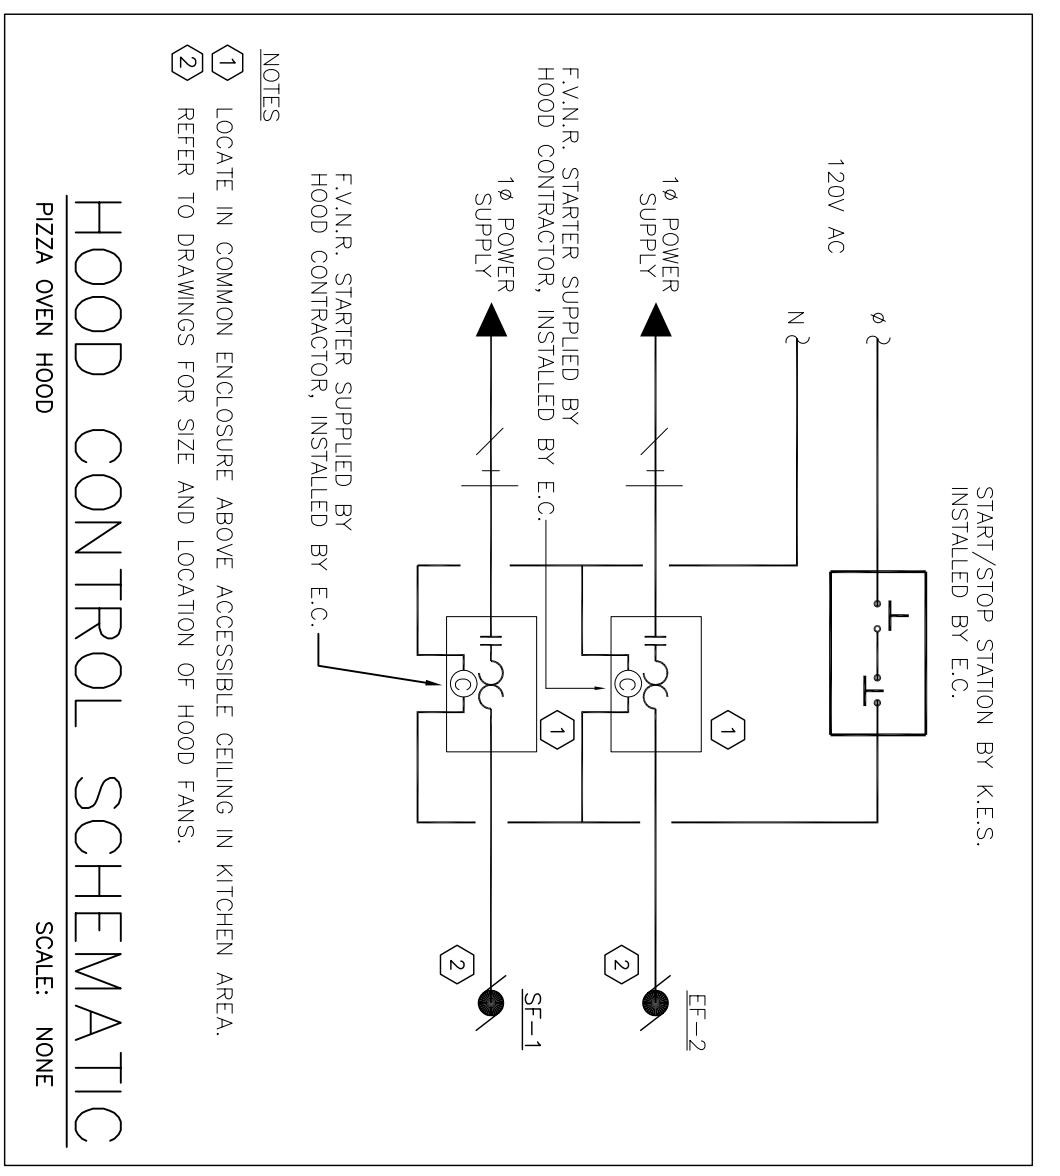 START/STOP STATION BY K.E.S.
INSTALLED BY E.C.
Ø
120V AC
N
1
EF-2
1Ø POWER
SUPPLY
C
2
F.V.N.R. STARTER SUPPLIED BY
HOOD CONTRACTOR, INSTALLED BY E.C.
1
SF-1
1Ø POWER
SUPPLY
C
2
F.V.N.R. STARTER SUPPLIED BY
HOOD CONTRACTOR, INSTALLED BY E.C.
NOTES
1 LOCATE IN COMMON ENCLOSURE ABOVE ACCESSIBLE CEILING IN KITCHEN AREA.
2 REFER TO DRAWINGS FOR SIZE AND LOCATION OF HOOD FANS.
HOOD CONTROL SCHEMATIC
PIZZA OVEN HOOD SCALE: NONE